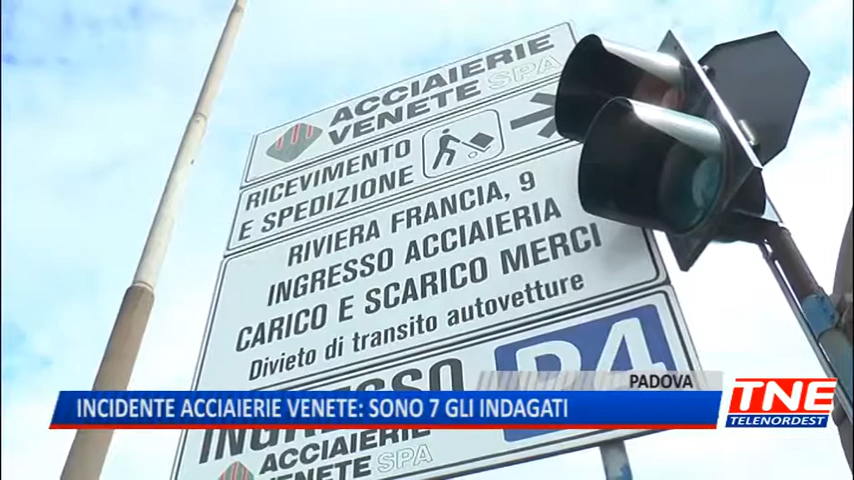 ACCIAIERIE
VENETE SPA
RICEVIMENTO
E SPEDIZIONE
RIVIERA FRANCIA, 9
INGRESSO ACCIAIERIA
CARICO E SCARICO MERCI
Divieto di transito autovetture
P4
PADOVA
INCIDENTE ACCIAIERIE VENETE: SONO 7 GLI INDAGATI
TNE
TELENORDEST
INGRESSO
ACCIAIERIE
VENETE SPA